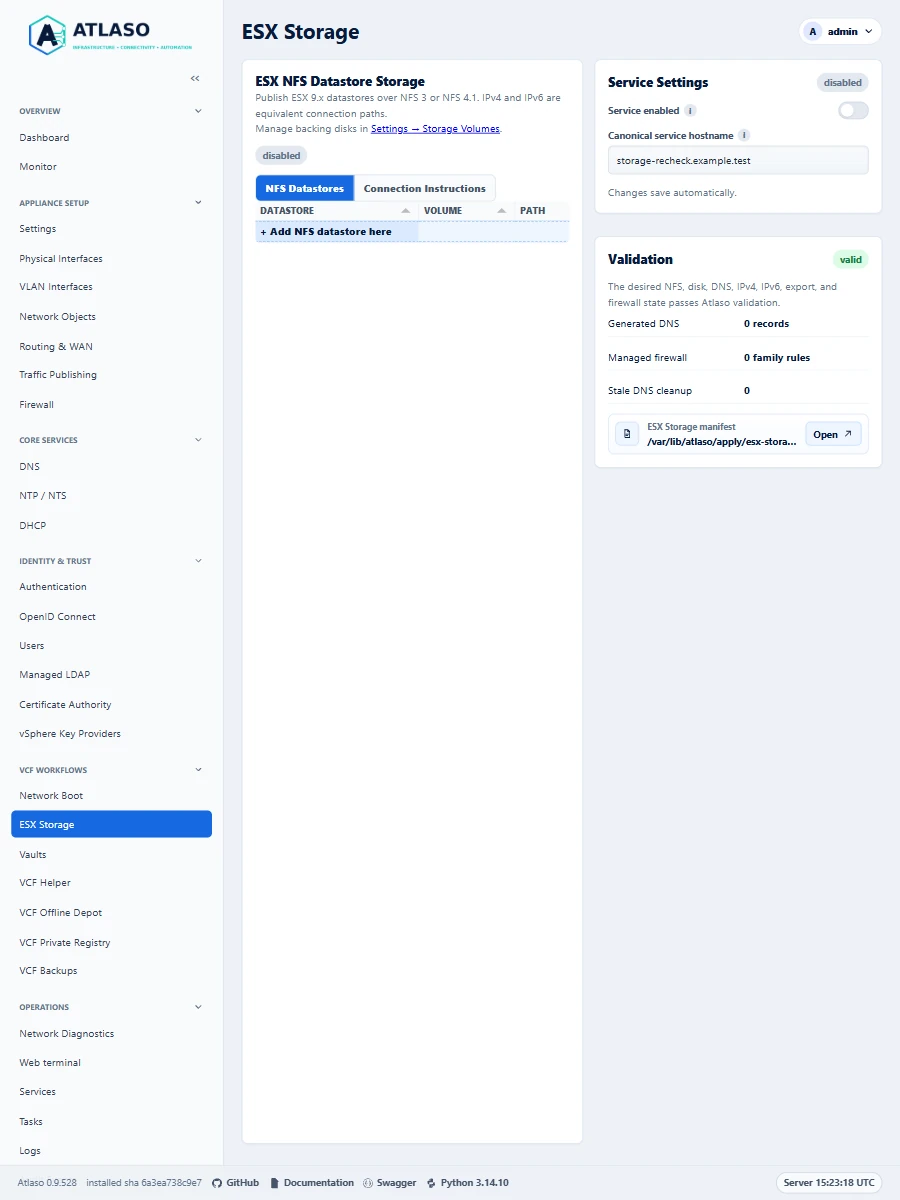 ATLASO
INFRASTRUCTURE • CONNECTIVITY • AUTOMATION
OVERVIEW
Dashboard
Monitor
APPLIANCE SETUP
Settings
Physical Interfaces
VLAN Interfaces
Network Objects
Routing & WAN
Traffic Publishing
Firewall
CORE SERVICES
DNS
NTP / NTS
DHCP
IDENTITY & TRUST
Authentication
OpenID Connect
Users
Managed LDAP
Certificate Authority
vSphere Key Providers
VCF WORKFLOWS
Network Boot
ESX Storage
Vaults
VCF Helper
VCF Offline Depot
VCF Private Registry
VCF Backups
OPERATIONS
Network Diagnostics
Web terminal
Services
Tasks
Logs
ESX Storage
A admin
ESX NFS Datastore Storage
Publish ESX 9.x datastores over NFS 3 or NFS 4.1. IPv4 and IPv6 are
equivalent connection paths.
Manage backing disks in Settings → Storage Volumes.
disabled
NFS Datastores Connection Instructions
DATASTORE VOLUME PATH
+ Add NFS datastore here
Service Settings disabled
Service enabled i
Canonical service hostname i
storage-recheck.example.test
Changes save automatically.
Validation valid
The desired NFS, disk, DNS, IPv4, IPv6, export, and
firewall state passes Atlaso validation.
Generated DNS 0 records
Managed firewall 0 family rules
Stale DNS cleanup 0
ESX Storage manifest
/var/lib/atlaso/apply/esx-stora...
Open ↗
Atlaso 0.9.528 installed sha 6a3ea738c9e7 GitHub Documentation Swagger Python 3.14.10 Server 15:23:18 UTC